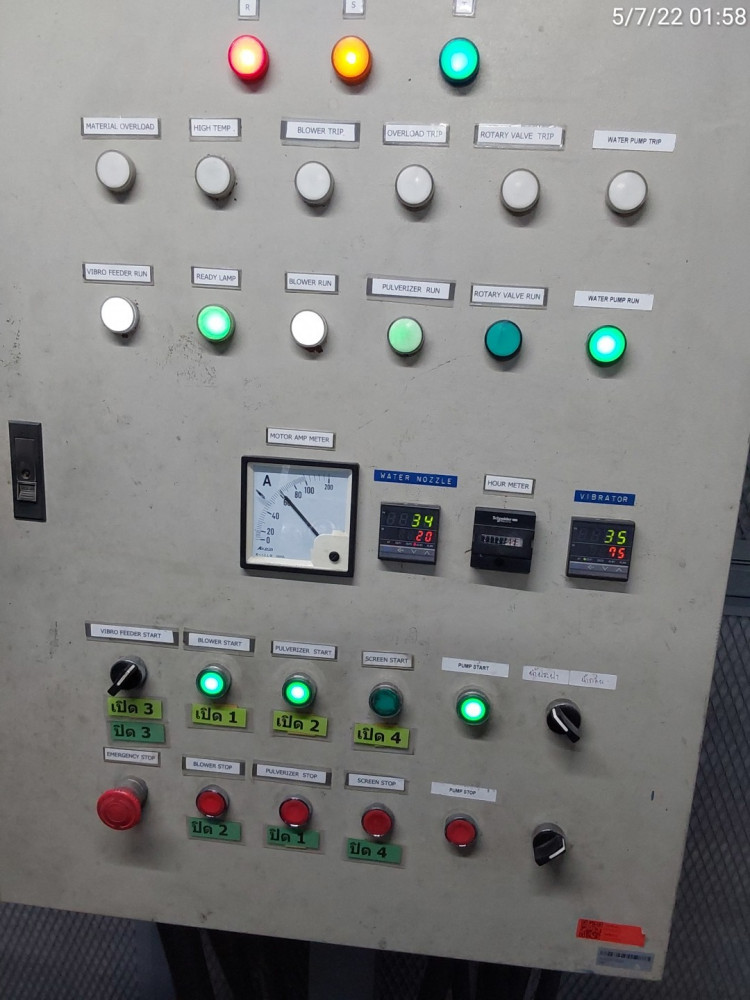 5/7/22 01:58
R
S
MATERIAL OVERLOAD
HIGH TEMP .
BLOWER TRIP
OVERLOAD TRIP
ROTARY VALVE TRIP
WATER PUMP TRIP
VIBRO FEEDER RUN
READY LAMP
BLOWER RUN
PULVERIZER RUN
ROTARY VALVE RUN
WATER PUMP RUN
MOTOR AMP METER
WATER NOZZLE
HOUR METER
VIBRATOR
A
80
100
200
40
20
0
34
20
Schneider
35
75
VIBRO FEEDER START
BLOWER START
PULVERIZER START
SCREEN START
PUMP START
เปิด 3
เปิด 1
เปิด 2
เปิด 4
ปิด 3
EMERGENCY STOP
BLOWER STOP
PULVERIZER STOP
SCREEN STOP
PUMP STOP
ปิด 2
ปิด 1
ปิด 4